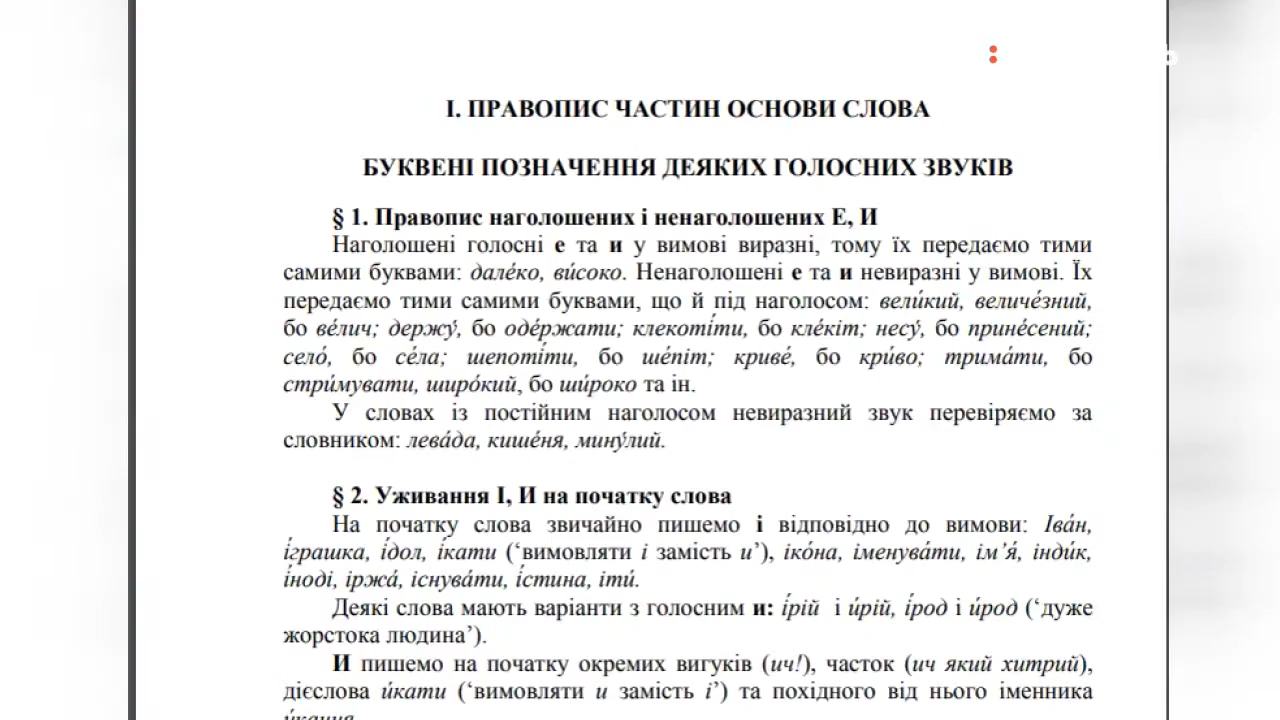 І. ПРАВОПИС ЧАСТИН ОСНОВИ СЛОВА
БУКВЕНІ ПОЗНАЧЕННЯ ДЕЯКИХ ГОЛОСНИХ ЗВУКІВ
§ 1. Правопис наголошених і ненаголошених Е, И
Наголошені голосні е та и у вимові виразні, тому їх передаємо тими
самими буквами: дале́ко, ви́соко. Ненаголошені е та и невиразні у вимові. Їх
передаємо тими самими буквами, що й під наголосом: вели́кий, величе́зний,
бо ве́лич; держу́, бо оде́ржати; клекоті́ти, бо кле́кіт; несу́, бо прине́сений;
село́, бо се́ла; шепоті́ти, бо ше́піт; криве́, бо кри́во; трима́ти, бо
стри́мувати, широ́кий, бо ши́роко та ін.
У словах із постійним наголосом невиразний звук перевіряємо за
словником: лева́да, кише́ня, мину́лий.
§ 2. Уживання І, И на початку слова
На початку слова звичайно пишемо і відповідно до вимови: Іва́н,
і́грашка, і́дол, і́кати (‘вимовляти і замість и’), іко́на, іменува́ти, ім’я́, інди́к,
і́ноді, іржа́, існува́ти, і́стина, іти́.
Деякі слова мають варіанти з голосним и: і́рій і и́рій, і́род і и́род (‘дуже
жорстока людина’).
И пишемо на початку окремих вигуків (ич!), часток (ич який хитрий),
дієслова и́кати (‘вимовляти и замість і’) та похідного від нього іменника